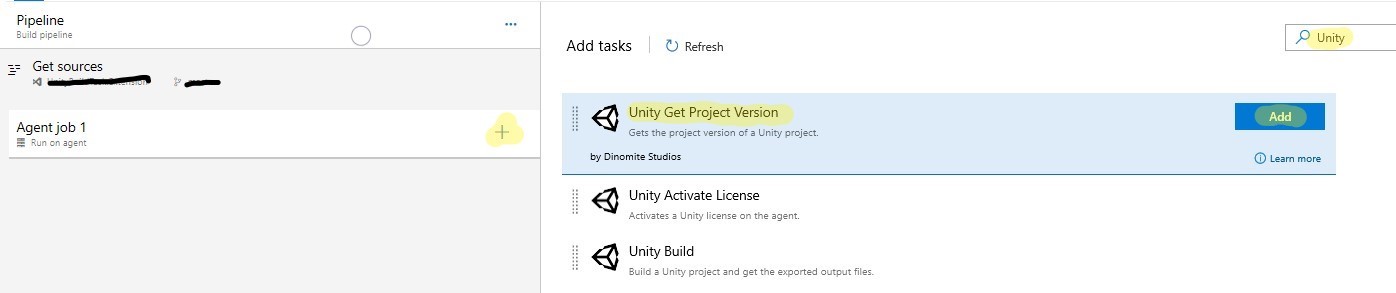 Pipeline
Build pipeline
...
Get sources
Agent job 1
Run on agent
Add tasks
Refresh
Unity
Unity Get Project Version
Gets the project version of a Unity project.
by Dinomite Studios
Add
Learn more
Unity Activate License
Activates a Unity license on the agent.
Unity Build
Build a Unity project and get the exported output files.